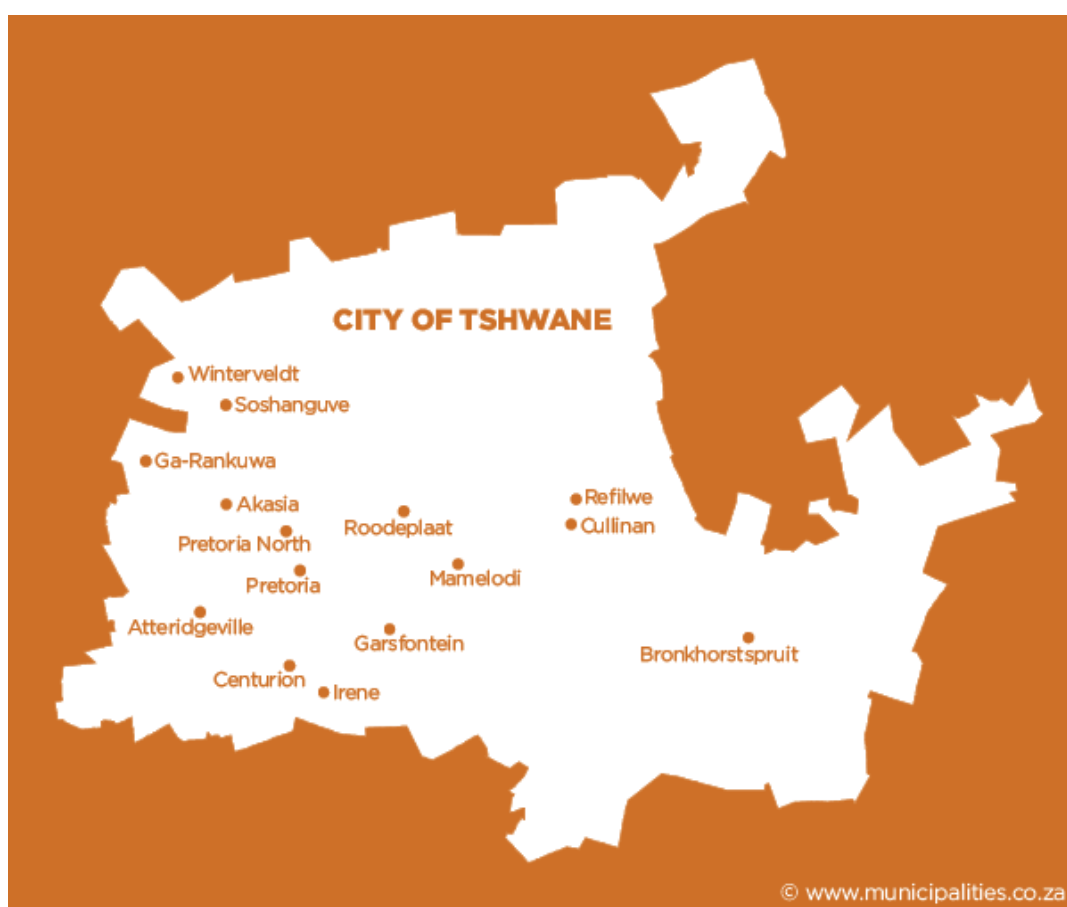 CITY OF TSHWANE
Winterveldt
Soshanguve
Ga-Rankuwa
Refilwe
Akasia
Roodeplaat
Cullinan
Pretoria North
Mamelodi
Pretoria
Atteridgeville
Garsfontein
Bronkhorstspruit
Centurion
Irene
© www.municipalities.co.za